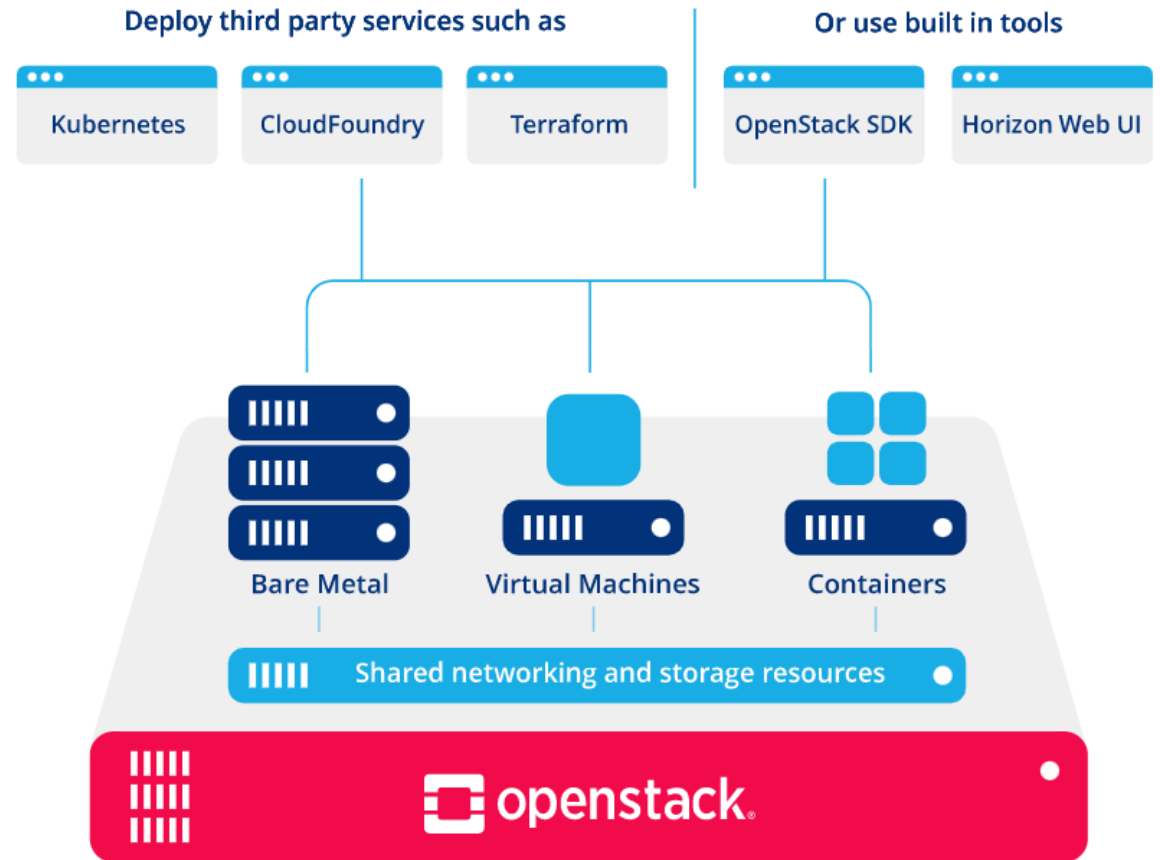 Deploy third party services such as
Or use built in tools
Kubernetes
CloudFoundry
Terraform
OpenStack SDK
Horizon Web UI
Bare Metal
Virtual Machines
Containers
Shared networking and storage resources
openstack®